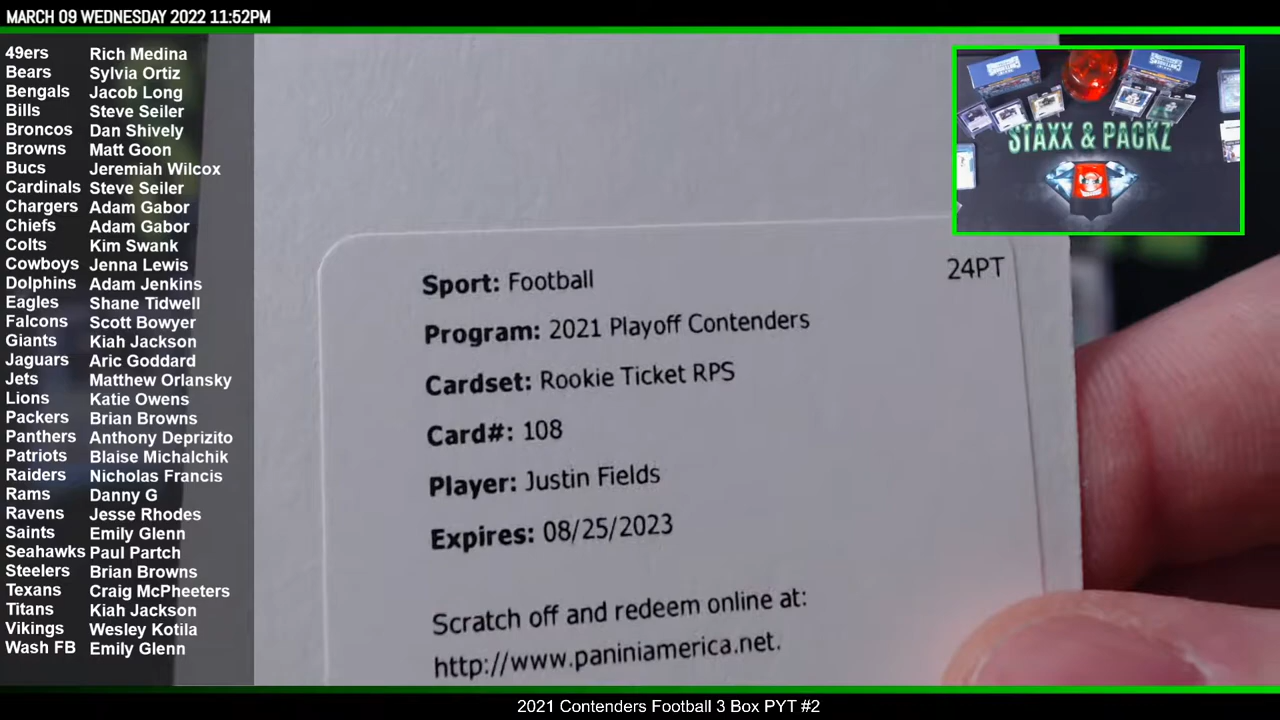 MARCH 09 WEDNESDAY 2022 11:52PM
49ers Rich Medina
Bears Sylvia Ortiz
Bengals Jacob Long
Bills Steve Seiler
Broncos Dan Shively
Browns Matt Goon
Bucs Jeremiah Wilcox
Cardinals Steve Seiler
Chargers Adam Gabor
Chiefs Adam Gabor
Colts Kim Swank
Cowboys Jenna Lewis
Dolphins Adam Jenkins
Eagles Shane Tidwell
Falcons Scott Bowyer
Giants Kiah Jackson
Jaguars Aric Goddard
Jets Matthew Orlansky
Lions Katie Owens
Packers Brian Browns
Panthers Anthony Deprizito
Patriots Blaise Michalchik
Raiders Nicholas Francis
Rams Danny G
Ravens Jesse Rhodes
Saints Emily Glenn
Seahawks Paul Partch
Steelers Brian Browns
Texans Craig McPheeters
Titans Kiah Jackson
Vikings Wesley Kotila
Wash FB Emily Glenn
STAXX & PACKZ
24PT
Sport: Football
Program: 2021 Playoff Contenders
Cardset: Rookie Ticket RPS
Card#: 108
Player: Justin Fields
Expires: 08/25/2023
Scratch off and redeem online at:
http://www.paniniamerica.net.
2021 Contenders Football 3 Box PYT #2